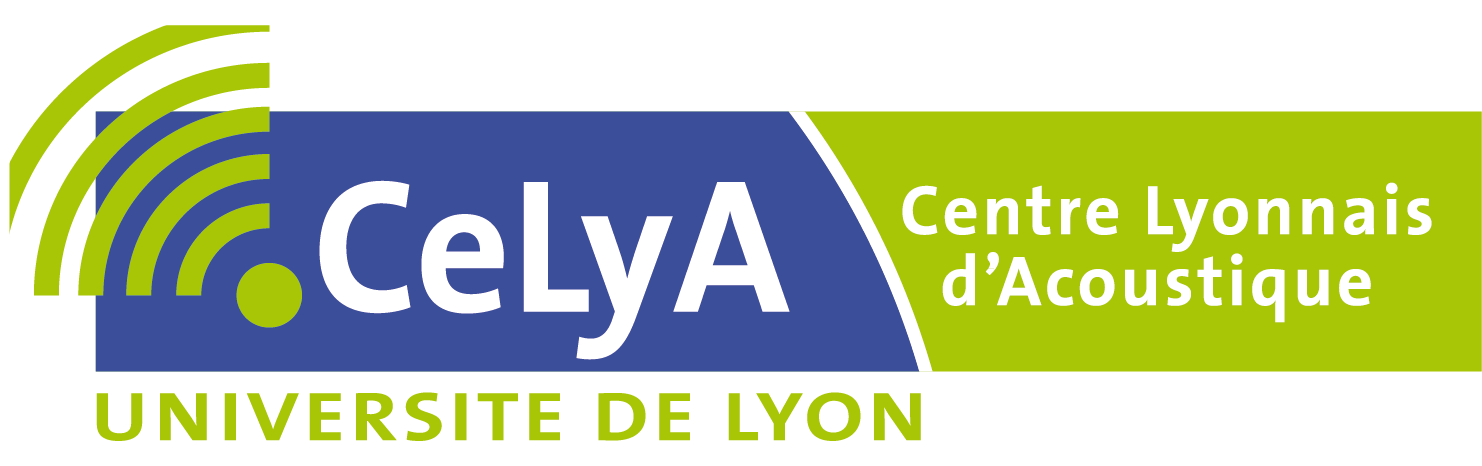 CeLyA
Centre Lyonnais
d'Acoustique
UNIVERSITE DE LYON